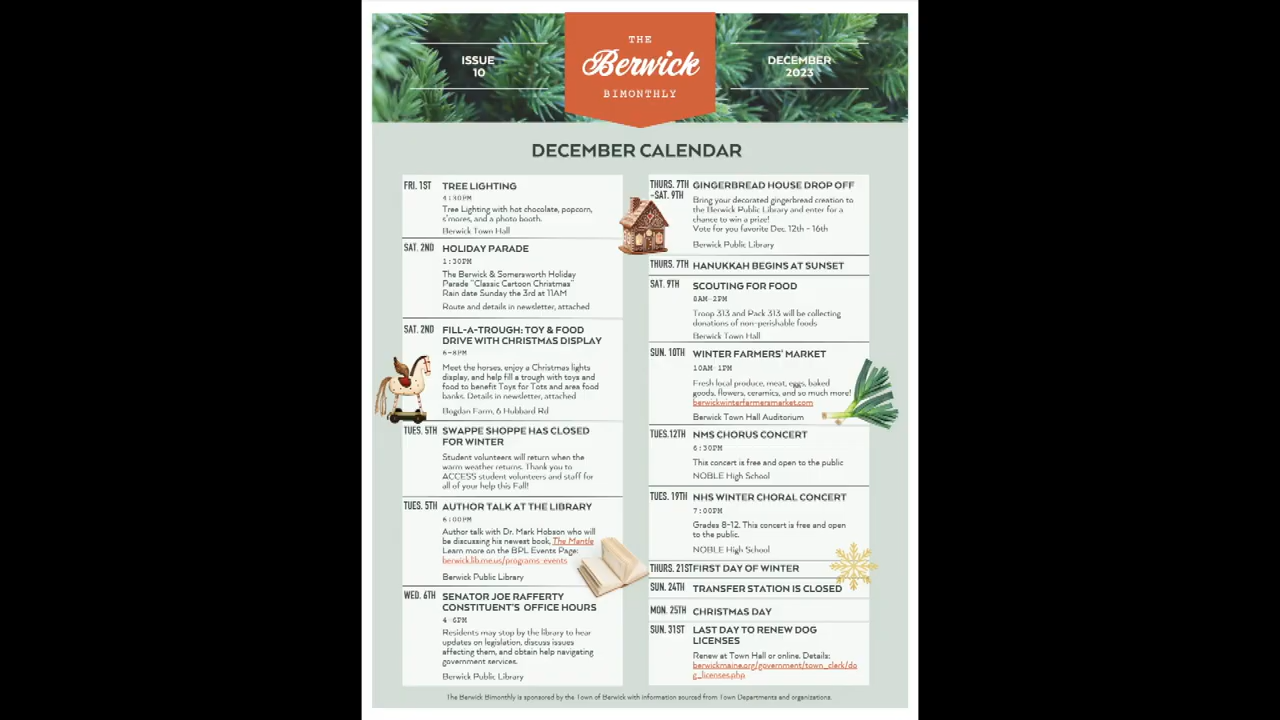 ISSUE
10
THE
Berwick
BIMONTHLY
DECEMBER
2023
DECEMBER CALENDAR
FRI. 1ST TREE LIGHTING
4:30PM
Tree Lighting with hot chocolate, popcorn,
s'mores, and a photo booth.
Berwick Town Hall
SAT. 2ND HOLIDAY PARADE
1:30PM
The Berwick & Somersworth Holiday
Parade "Classic Cartoon Christmas"
Rain date Sunday the 3rd at 11AM
Route and details in newsletter, attached
SAT. 2ND FILL-A-TROUGH: TOY & FOOD
DRIVE WITH CHRISTMAS DISPLAY
6-8PM
Meet the horses, enjoy a Christmas lights
display, and help fill a trough with toys and
food to benefit Toys for Tots and area food
banks. Details in newsletter, attached
Bogdan Farm, 6 Hubbard Rd
TUES. 5TH SWAPPE SHOPPE HAS CLOSED
FOR WINTER
Student volunteers will return when the
warm weather returns. Thank you to
ACCESS student volunteers and staff for
all of your help this Fall!
TUES. 5TH AUTHOR TALK AT THE LIBRARY
6:00PM
Author talk with Dr. Mark Hobson who will
be discussing his newest book, The Mantle
Learn more on the BPL Events Page:
berwick.lib.me.us/programs-events
Berwick Public Library
WED. 6TH SENATOR JOE RAFFERTY
CONSTITUENT'S OFFICE HOURS
4-6PM
Residents may stop by the library to hear
updates on legislation, discuss issues
affecting them, and obtain help navigating
government services.
Berwick Public Library
THURS. 7TH GINGERBREAD HOUSE DROP OFF
-SAT. 9TH
Bring your decorated gingerbread creation to
the Berwick Public Library and enter for a
chance to win a prize!
Vote for you favorite Dec. 12th - 16th
Berwick Public Library
THURS. 7TH HANUKKAH BEGINS AT SUNSET
SAT. 9TH SCOUTING FOR FOOD
8AM-2PM
Troop 313 and Pack 313 will be collecting
donations of non-perishable foods
Berwick Town Hall
SUN. 10TH WINTER FARMERS' MARKET
10AM-1PM
Fresh local produce, meat, eggs, baked
goods, flowers, ceramics, and so much more!
berwickwinterfarmersmarket.com
Berwick Town Hall Auditorium
TUES.12TH NMS CHORUS CONCERT
6:30PM
This concert is free and open to the public
NOBLE High School
TUES. 19TH NHS WINTER CHORAL CONCERT
7:00PM
Grades 8-12. This concert is free and open
to the public.
NOBLE High School
THURS. 21ST FIRST DAY OF WINTER
SUN. 24TH TRANSFER STATION IS CLOSED
MON. 25TH CHRISTMAS DAY
SUN. 31ST LAST DAY TO RENEW DOG
LICENSES
Renew at Town Hall or online. Details:
berwickmaine.org/government/town_clerk/do
g_licenses.php
The Berwick Bimonthly is sponsored by the Town of Berwick with information sourced from Town Departments and organizations.